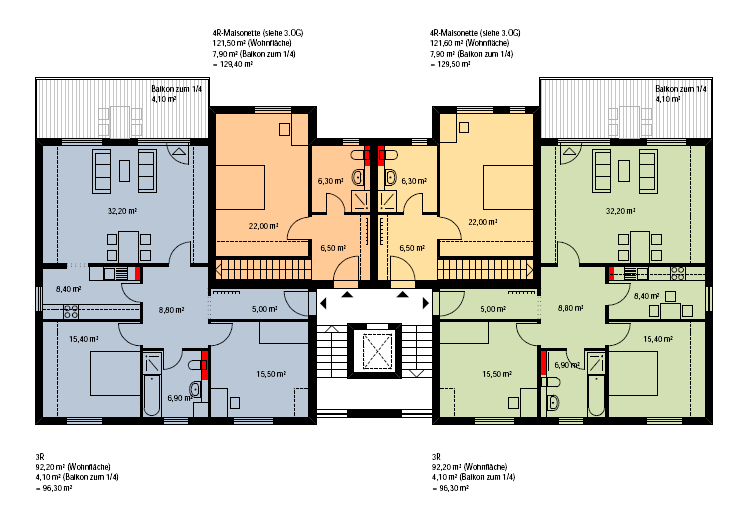 4R-Maisonette (siehe 3.OG)
121,50 m² (Wohnfläche)
7,90 m² (Balkon zum 1/4)
= 129,40 m²
4R-Maisonette (siehe 3.OG)
121,60 m² (Wohnfläche)
7,90 m² (Balkon zum 1/4)
= 129,50 m²
Balkon zum 1/4
4,10 m²
Balkon zum 1/4
4,10 m²
32,20 m²
22,00 m²
6,30 m²
6,30 m²
22,00 m²
32,20 m²
6,50 m²
6,50 m²
8,40 m²
8,80 m²
5,00 m²
5,00 m²
8,80 m²
8,40 m²
15,40 m²
15,50 m²
6,90 m²
15,50 m²
6,90 m²
15,40 m²
3R
92,20 m² (Wohnfläche)
4,10 m² (Balkon zum 1/4)
= 96,30 m²
3R
92,20 m² (Wohnfläche)
4,10 m² (Balkon zum 1/4)
= 96,30 m²